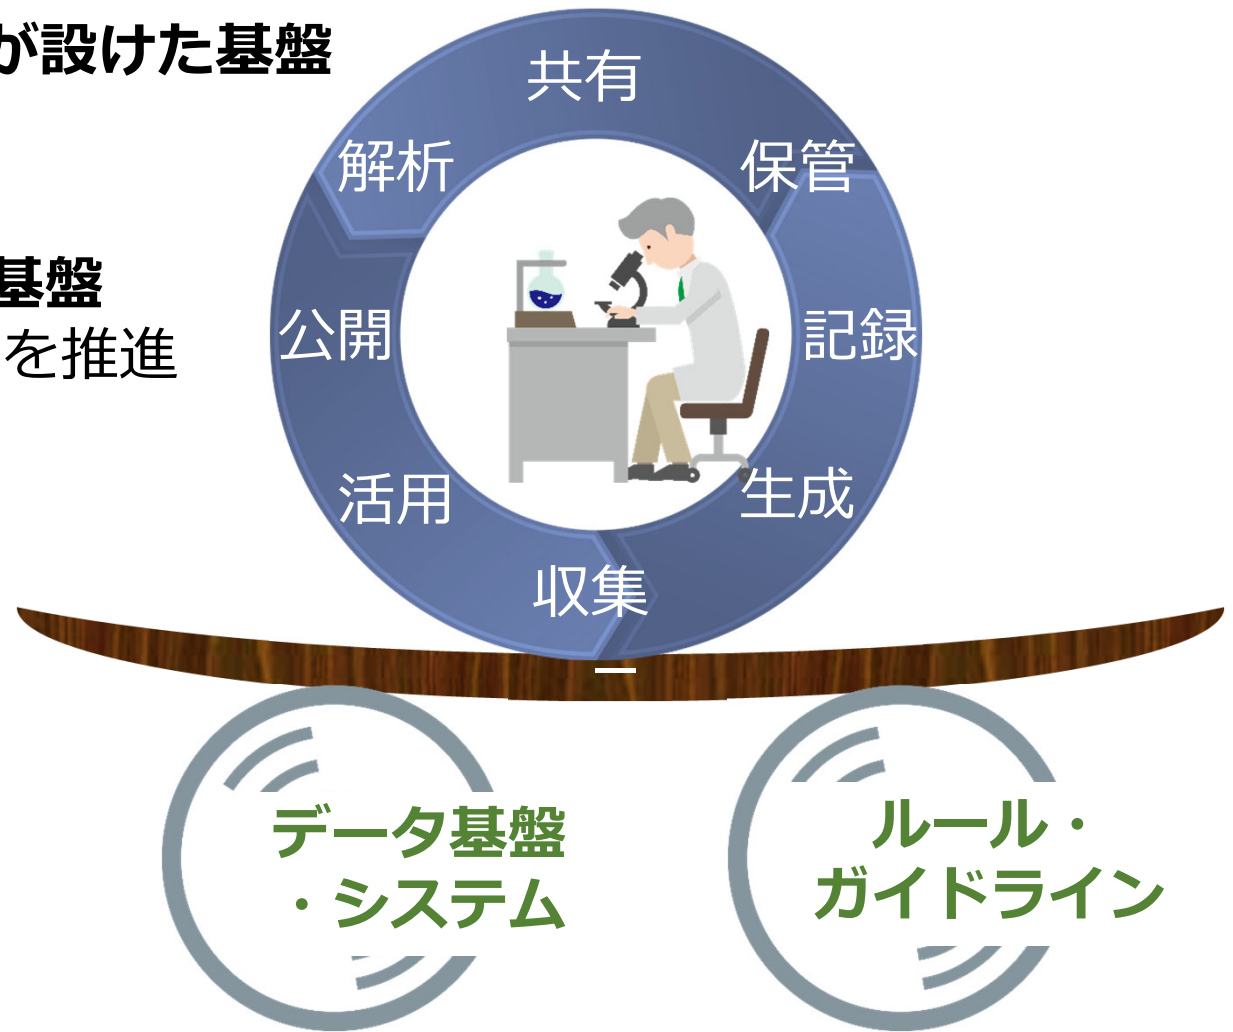 が設けた基盤
基盤
を推進
共有
解析
保管
公開
記録
活用
生成
収集
データ基盤
・システム
ルール・
ガイドライン